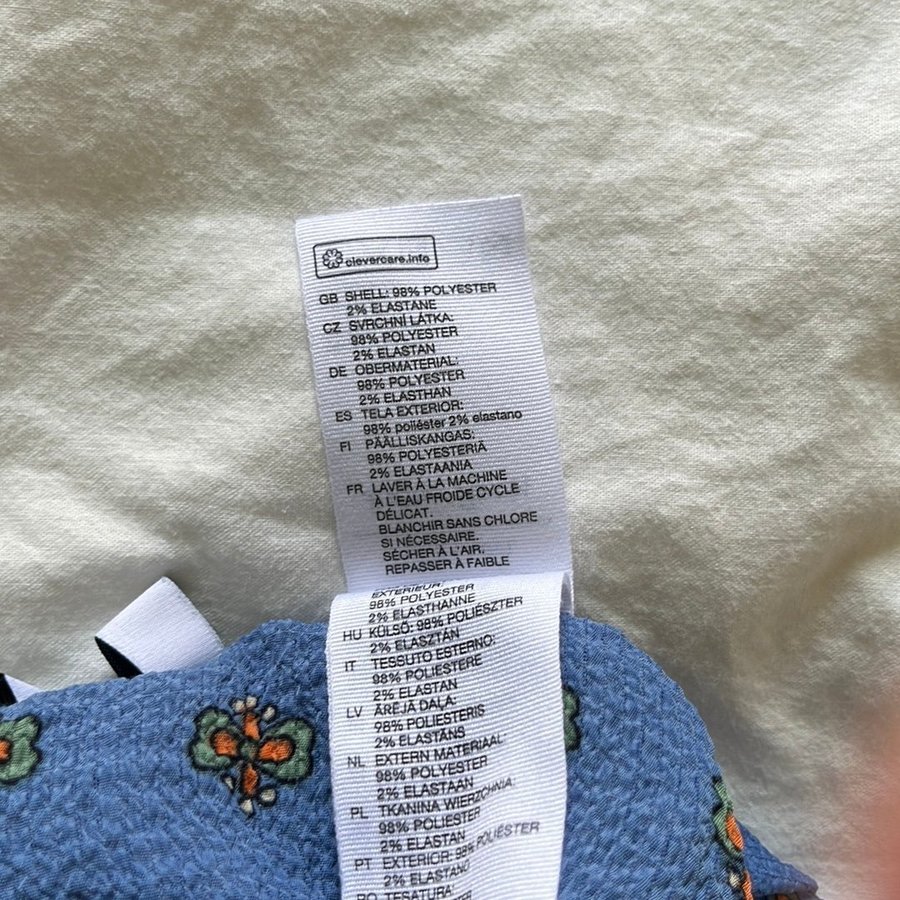 clevercare.info
GB SHELL: 98% POLYESTER
2% ELASTANE
CZ SVRCHNÍ LÁTKA:
98% POLYESTER
2% ELASTAN
DE OBERMATERIAL:
98% POLYESTER
2% ELASTHAN
ES TELA EXTERIOR:
98% poliéster 2% elastano
FI PÄÄLLISKANGAS:
98% POLYESTERIÄ
2% ELASTAANIA
FR LAVER À LA MACHINE
À L'EAU FROIDE CYCLE
DÉLICAT.
BLANCHIR SANS CHLORE
SI NÉCESSAIRE.
SÉCHER À L'AIR.
REPASSER À FAIBLE
EXTÉRIEUR:
98% POLYESTER
2% ELASTHANNE
HU KÜLSŐ: 98% POLIÉSZTER
2% ELASZTÁN
IT TESSUTO ESTERNO:
98% POLIESTERE
2% ELASTAN
LV ĀRĒJĀ DAĻA:
98% POLIESTERIS
2% ELASTĀNS
NL EXTERN MATERIAAL:
98% POLYESTER
2% ELASTAAN
PL TKANINA WIERZCHNIA:
98% POLIESTER
2% ELASTAN
PT EXTERIOR: 98% POLIÉSTER
2% ELASTANO
RO ȚESĂTURA: